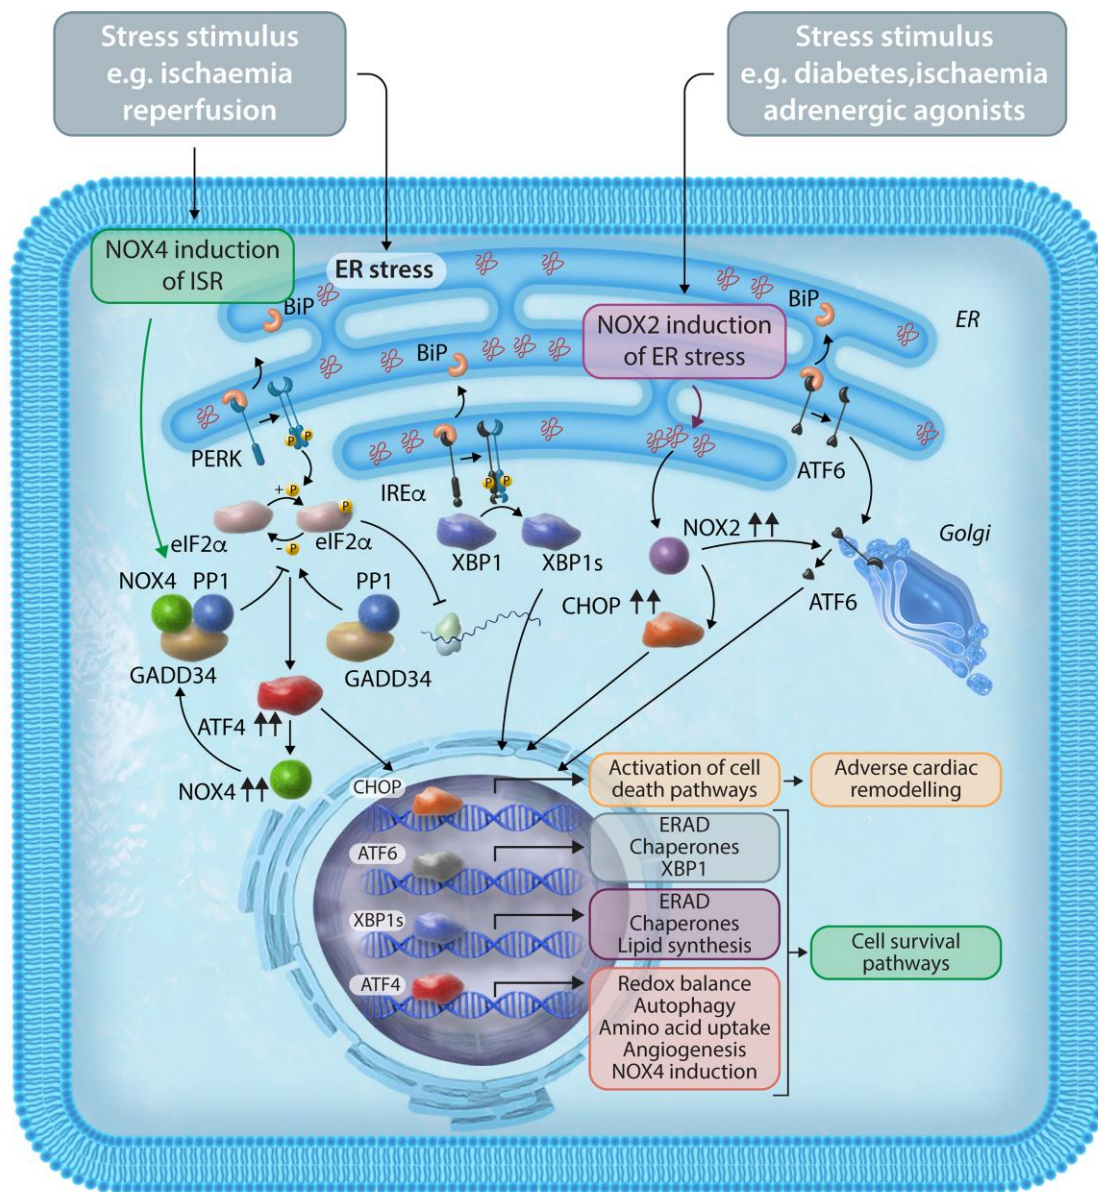 Stress stimulus
e.g. ischaemia
reperfusion
Stress stimulus
e.g. diabetes,ischaemia
adrenergic agonists
NOX4 induction
of ISR
ER stress
BiP
BiP
NOX2 induction
of ER stress
BiP
ER
PERK
P
P
IREα
P
P
ATF6
+ P
P
eIF2α
eIF2α
- P
XBP1
XBP1s
NOX2
Golgi
NOX4
PP1
PP1
CHOP
ATF6
GADD34
GADD34
ATF4
NOX4
CHOP
Activation of cell
death pathways
Adverse cardiac
remodelling
ATF6
ERAD
Chaperones
XBP1
XBP1s
ERAD
Chaperones
Lipid synthesis
Cell survival
pathways
ATF4
Redox balance
Autophagy
Amino acid uptake
Angiogenesis
NOX4 induction